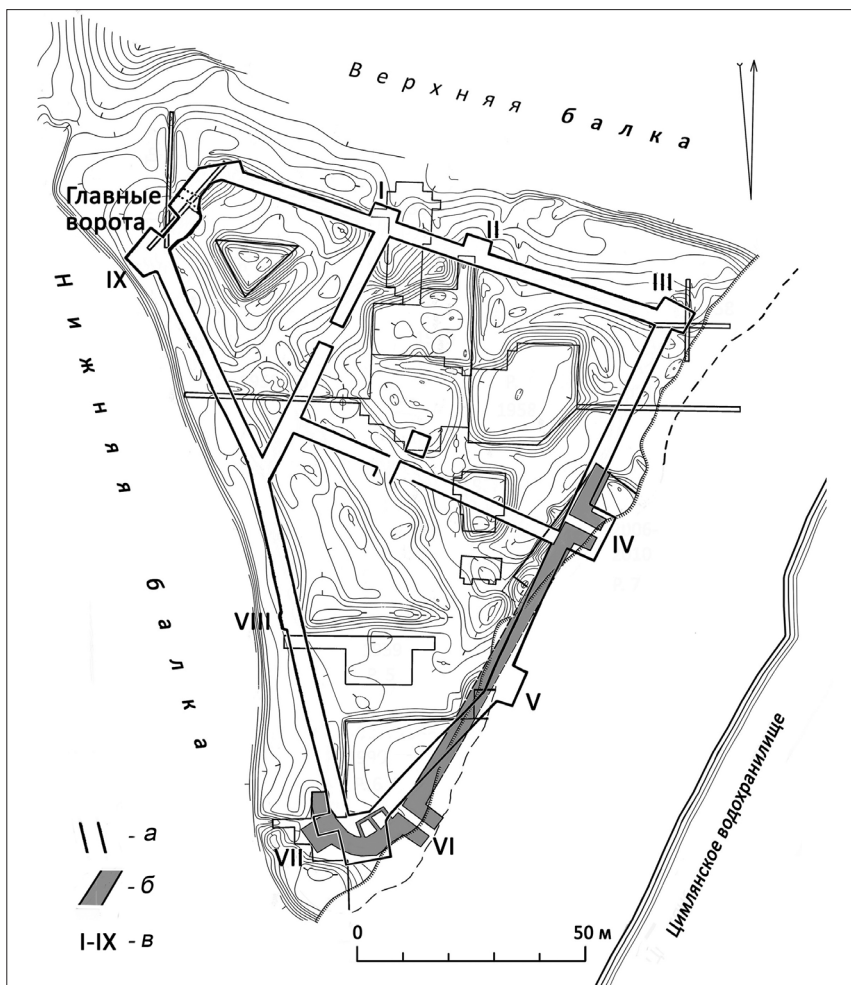 Верхняя балка
I
II
Главные
ворота
III
IX
Нижняя балка
IV
VIII
V
VI
VII
- а
- б
I-IX - в
0
50 м
Цимлянское водохранилище